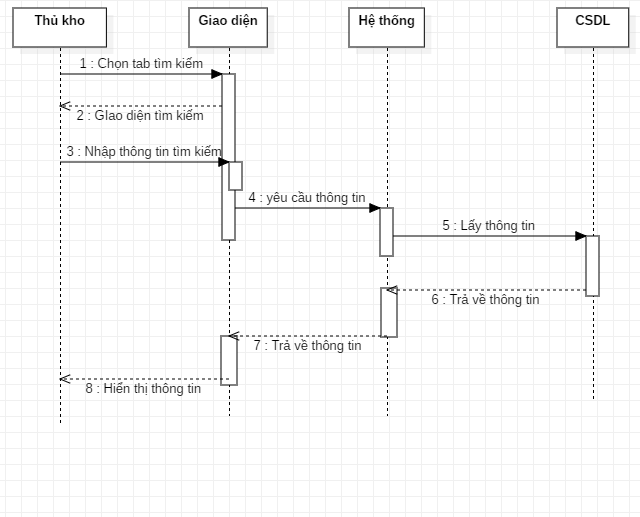 Thủ kho
Giao diện
Hệ thống
CSDL
1 : Chọn tab tìm kiếm
2 : GIao diện tìm kiếm
3 : Nhập thông tin tìm kiếm
4 : yêu cầu thông tin
5 : Lấy thông tin
6 : Trả về thông tin
7 : Trả về thông tin
8 : Hiển thị thông tin